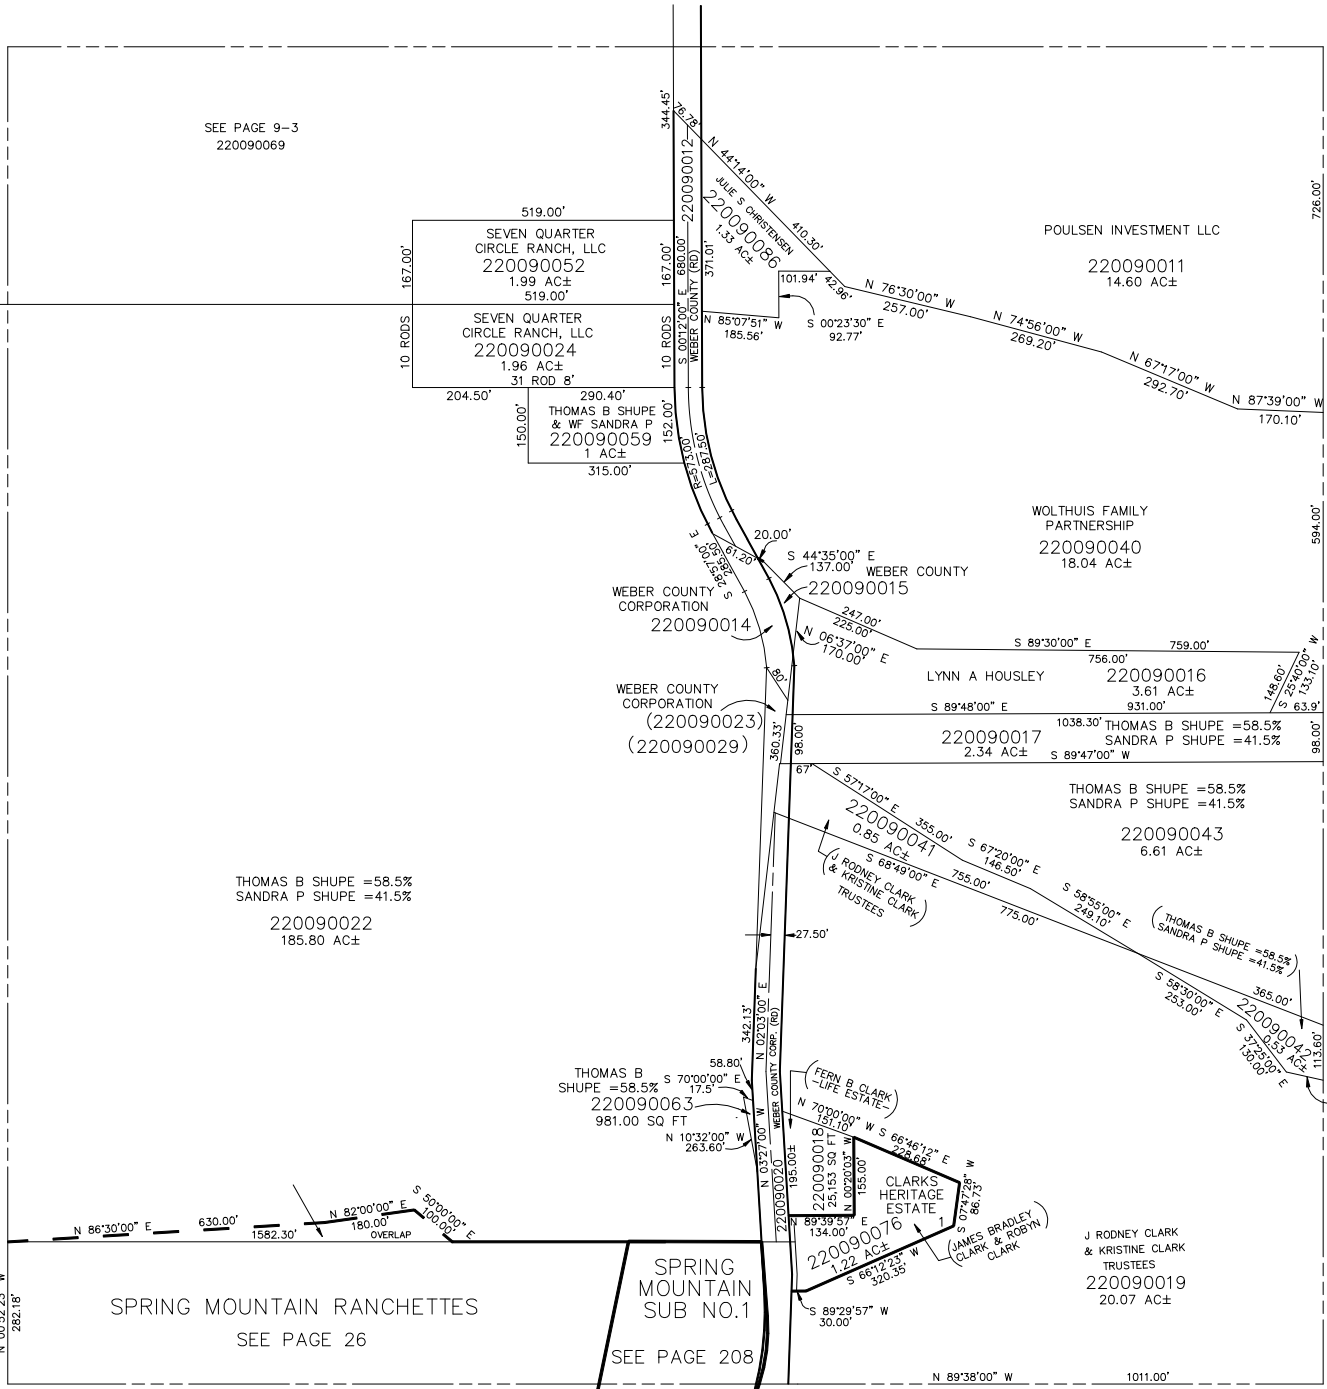 344.45'
76.78'
SEE PAGE 9-3
220090069
220090012
N 44°14'00" W
410.30'
JULIE S CHRISTENSEN
220090086
1.33 AC±
726.00'
519.00'
SEVEN QUARTER
CIRCLE RANCH, LLC
220090052
1.99 AC±
519.00'
167.00'
167.00'
680.00'
S 00°12'00" E
WEBER COUNTY (RD)
371.01'
POULSEN INVESTMENT LLC
220090011
14.60 AC±
101.94'
42.96'
N 76°30'00" W
257.00'
N 85°07'51" W
185.56'
S 00°23'30" E
92.77'
N 74°56'00" W
269.20'
N 67°17'00" W
292.70'
N 87°39'00" W
170.10'
SEVEN QUARTER
CIRCLE RANCH, LLC
220090024
1.96 AC±
31 ROD 8'
10 RODS
10 RODS
204.50'
290.40'
THOMAS B SHUPE
& WF SANDRA P
220090059
1 AC±
150.00'
152.00'
315.00'
R=573.00'
L=287.50'
WOLTHUIS FAMILY
PARTNERSHIP
220090040
18.04 AC±
594.00'
20.00'
61.20'
S 28°57'00" E
285.50'
S 44°35'00" E
137.00'
WEBER COUNTY
220090015
WEBER COUNTY
CORPORATION
220090014
247.00'
225.00'
N 06°37'00" E
170.00'
S 89°30'00" E
759.00'
756.00'
LYNN A HOUSLEY
220090016
3.61 AC±
148.60'
S 25°40'00" W
133.10'
80'
WEBER COUNTY
CORPORATION
(220090023)
(220090029)
S 89°48'00" E
931.00'
63.9'
1038.30'
THOMAS B SHUPE =58.5%
SANDRA P SHUPE =41.5%
220090017
2.34 AC±
S 89°47'00" W
360.33'
98.00'
98.00'
67'
THOMAS B SHUPE =58.5%
SANDRA P SHUPE =41.5%
220090043
6.61 AC±
S 57°17'00" E
355.00'
220090041
0.85 AC±
S 67°20'00" E
146.50'
S 68°49'00" E
755.00'
775.00'
(J RODNEY CLARK
& KRISTINE CLARK)
TRUSTEES
S 58°55'00" E
249.10'
(THOMAS B SHUPE =58.5%
SANDRA P SHUPE =41.5%)
THOMAS B SHUPE =58.5%
SANDRA P SHUPE =41.5%
220090022
185.80 AC±
27.50'
S 58°30'00" E
253.00'
365.00'
220090042
0.53 AC±
S 37°25'00" E
130.00'
113.60'
342.13'
N 02°03'00" E
WEBER COUNTY CORP. (RD)
58.80'
S 70°00'00" E
17.5'
THOMAS B
SHUPE =58.5%
220090063
981.00 SQ FT
N 10°32'00" W
263.60'
N 03°27'00" W
220090020
(FERN B CLARK
-LIFE ESTATE-)
N 70°00'00" W
151.10'
195.00±
220090018
25,153 SQ FT
N 00°20'03" W
155.00'
S 66°46'12" E
228.68'
CLARKS
HERITAGE
ESTATE
1
S 07°47'28" W
86.73'
N 89°39'57" E
134.00'
220090076
1.22 AC±
S 66°12'23" W
320.35'
(JAMES BRADLEY
CLARK & ROBYN
CLARK)
S 89°29'57" W
30.00'
J RODNEY CLARK
& KRISTINE CLARK
TRUSTEES
220090019
20.07 AC±
N 86°30'00" E
630.00'
1582.30'
N 82°00'00" E
180.00'
OVERLAP
S 50°00'00" E
100.00'
282.18'
SPRING MOUNTAIN RANCHETTES
SEE PAGE 26
SPRING
MOUNTAIN
SUB NO.1
SEE PAGE 208
N 89°38'00" W
1011.00'